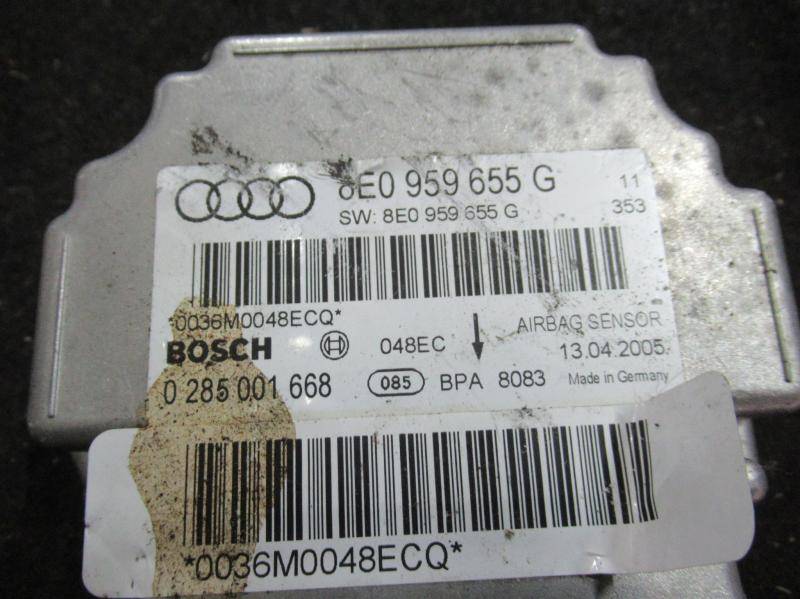 8E0 959 655 G 11
SW: 8E0 959 655 G 353
*0036M0048ECQ*
BOSCH 048EC AIRBAG SENSOR
13.04.2005
0 285 001 668 085 BPA 8083 Made in Germany
*0036M0048ECQ*